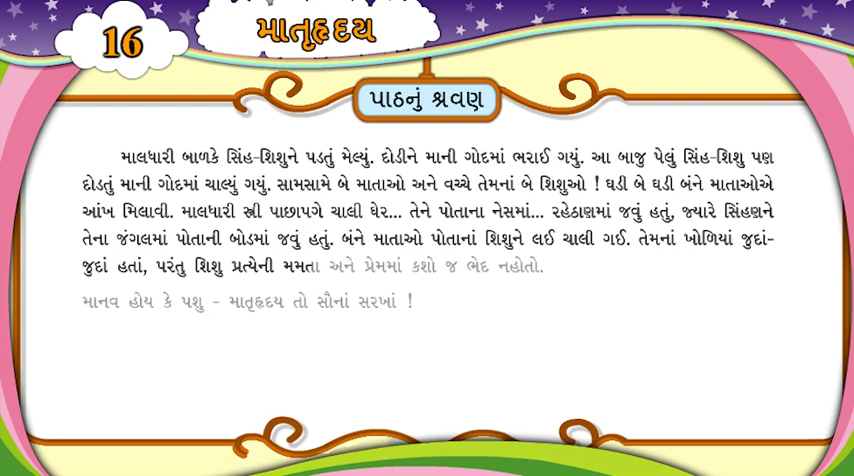 16
માતૃહૃદય
પાઠનું શ્રવણ
માલધારી બાળકે સિંહ-શિશુને પડતું મેલ્યું. દોડીને માની ગોદમાં ભરાઈ ગયું. આ બાજુ પેલું સિંહ-શિશુ પણ
દોડતું માની ગોદમાં ચાલ્યું ગયું. સામસામે બે માતાઓ અને વચ્ચે તેમનાં બે શિશુઓ ! ઘડી બે ઘડી બંને માતાઓએ
આંખ મિલાવી. માલધારી સ્ત્રી પાછાપગે ચાલી ઘેર... તેને પોતાના નેસમાં... રહેઠાણમાં જવું હતું, જ્યારે સિંહણને
તેના જંગલમાં પોતાની બોડમાં જવું હતું. બંને માતાઓ પોતાનાં શિશુને લઈ ચાલી ગઈ. તેમનાં ખોળિયાં જુદાં-
જુદાં હતાં, પરંતુ શિશુ પ્રત્યેની મમતા અને પ્રેમમાં કશો જ ભેદ નહોતો.
માનવ હોય કે પશુ - માતૃહૃદય તો સૌનાં સરખાં !